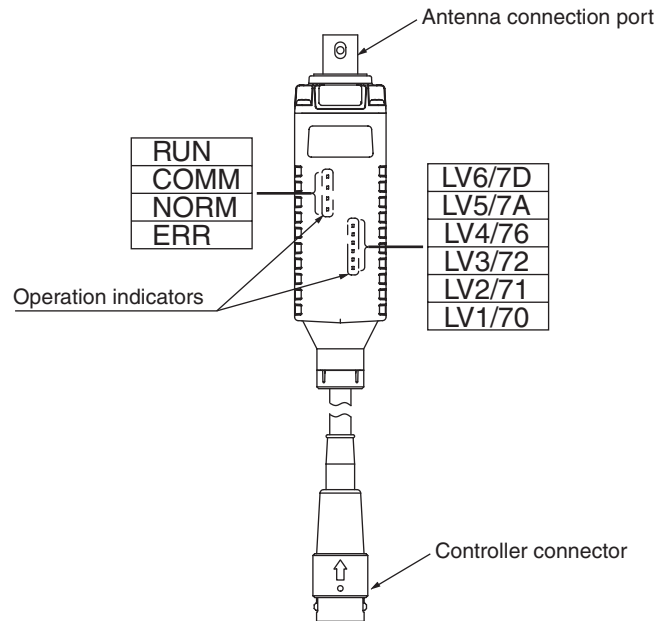 Antenna connection port
RUN
COMM
NORM
ERR
LV6/7D
LV5/7A
LV4/76
LV3/72
LV2/71
LV1/70
Operation indicators
Controller connector